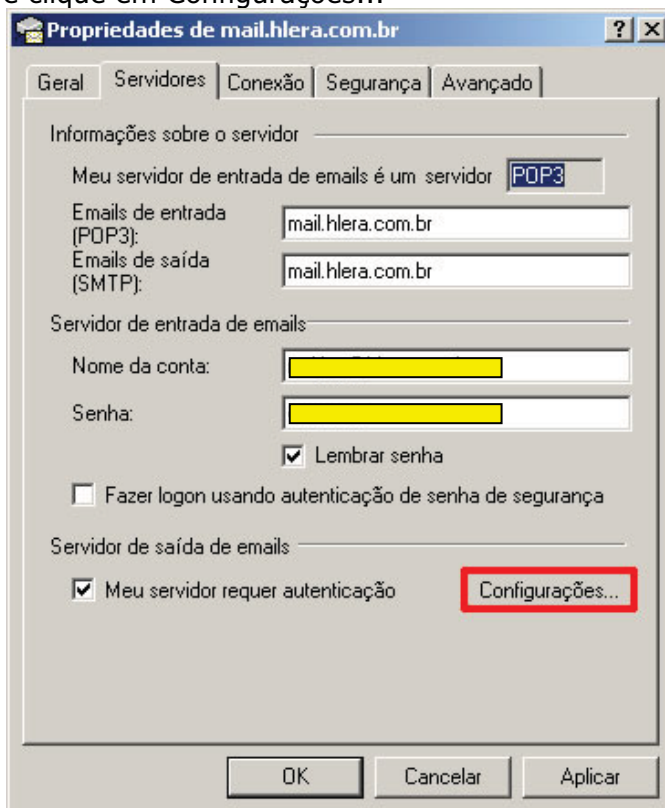 e clique em Configurações...
Propriedades de mail.hlera.com.br
Geral Servidores Conexão Segurança Avançado
Informações sobre o servidor
Meu servidor de entrada de emails é um servidor POP3
Emails de entrada
(POP3): mail.hlera.com.br
Emails de saída
(SMTP): mail.hlera.com.br
Servidor de entrada de emails
Nome da conta:
Senha:
Lembrar senha
Fazer logon usando autenticação de senha de segurança
Servidor de saída de emails
Meu servidor requer autenticação Configurações...
OK Cancelar Aplicar